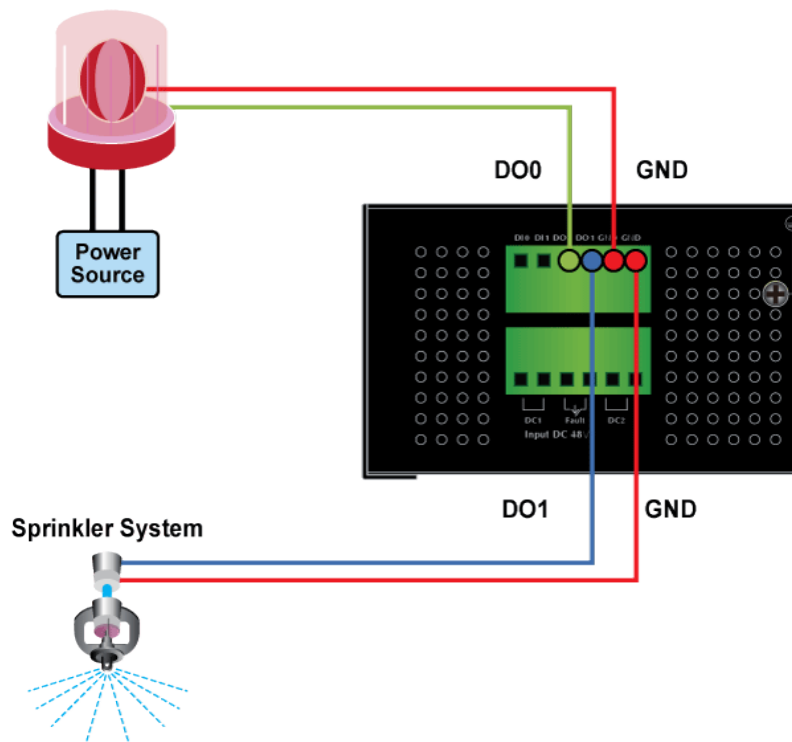 Power
Source
DO0
GND
DI0 DI1 DO0 DO1 GND GND
DC1
Fault
DC2
Input DC 48V
DO1
GND
Sprinkler System